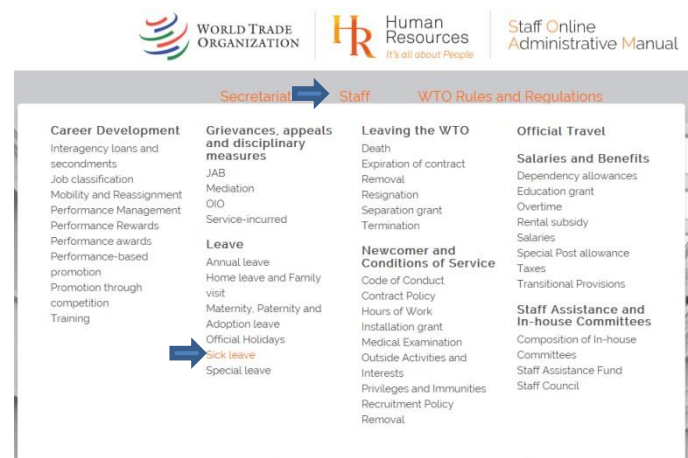 WORLD TRADE
ORGANIZATION
HR
Human
Resources
It's all about People
Staff Online
Administrative Manual
Secretariat Staff WTO Rules and Regulations
Career Development
Interagency loans and
secondments
Job classification
Mobility and Reassignment
Performance Management
Performance Rewards
Performance awards
Performance-based
promotion
Promotion through
competition
Training
Grievances, appeals
and disciplinary
measures
JAB
Mediation
OIO
Service-incurred
Leave
Annual leave
Home leave and Family
visit
Maternity, Paternity and
Adoption leave
Official Holidays
Sick leave
Special leave
Leaving the WTO
Death
Expiration of contract
Removal
Resignation
Separation grant
Termination
Newcomer and
Conditions of Service
Code of Conduct
Contract Policy
Hours of Work
Installation grant
Medical Examination
Outside Activities and
Interests
Privileges and Immunities
Recruitment Policy
Removal
Official Travel
Salaries and Benefits
Dependency allowances
Education grant
Overtime
Rental subsidy
Salaries
Special Post allowance
Taxes
Transitional Provisions
Staff Assistance and
In-house Committees
Composition of In-house
Committees
Staff Assistance Fund
Staff Council